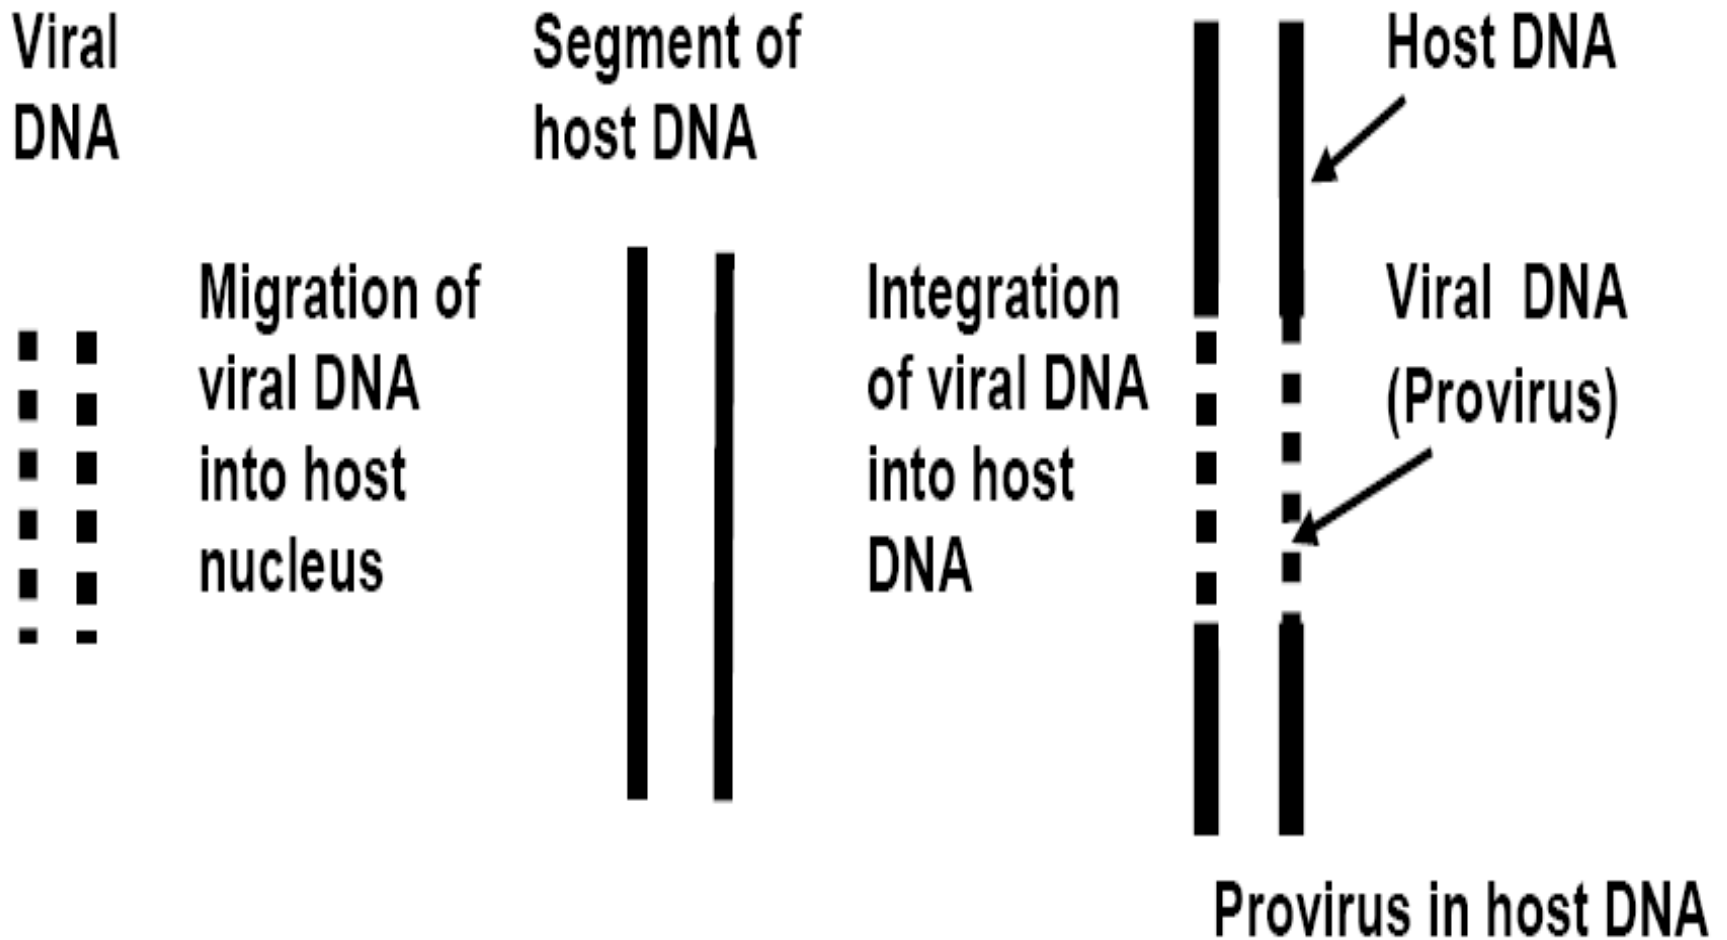 Viral
DNA
Segment of
host DNA
Host DNA
Migration of
viral DNA
into host
nucleus
Integration
of viral DNA
into host
DNA
Viral DNA
(Provirus)
Provirus in host DNA